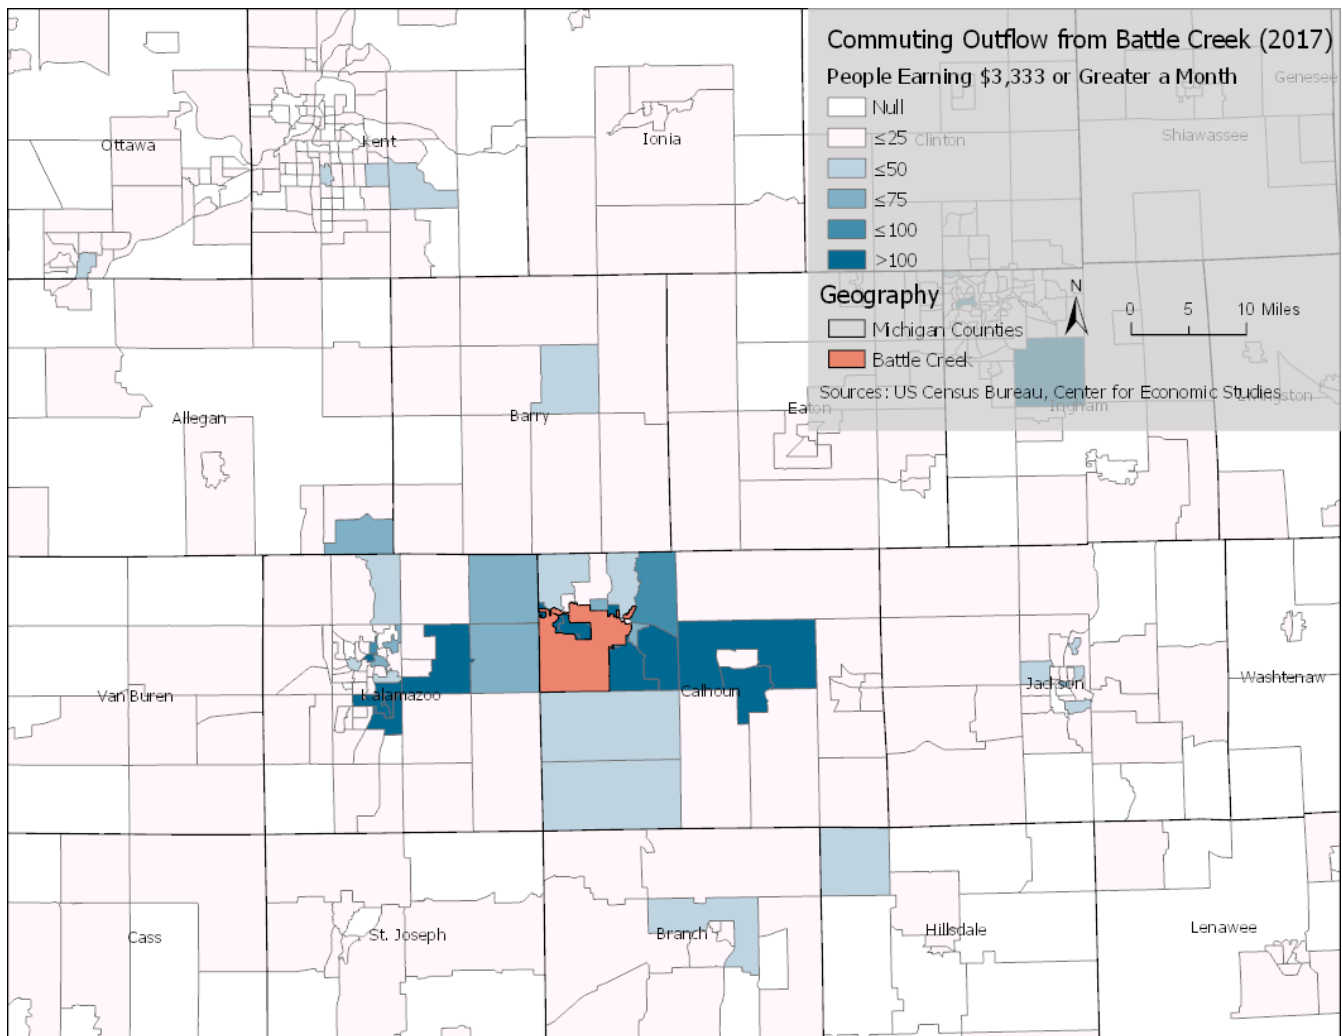 Commuting Outflow from Battle Creek (2017)
People Earning $3,333 or Greater a Month
Null
≤25
≤50
≤75
≤100
>100
Geography
Michigan Counties
Battle Creek
Sources: US Census Bureau, Center for Economic Studies
N
0 5 10 Miles
Genesee
Ottawa
Kent
Ionia
Clinton
Shiawassee
Allegan
Barry
Eaton
Ingham
Livingston
Van Buren
Kalamazoo
Calhoun
Jackson
Washtenaw
Cass
St. Joseph
Branch
Hillsdale
Lenawee